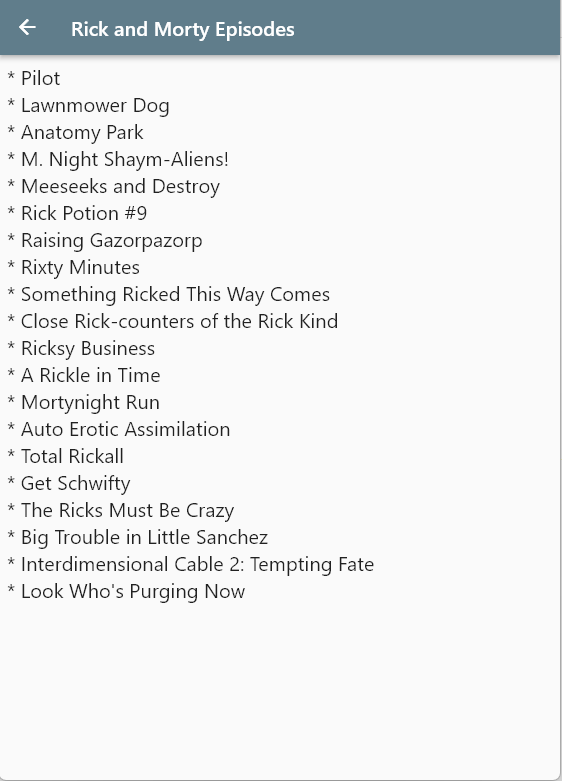 Rick and Morty Episodes
* Pilot
* Lawnmower Dog
* Anatomy Park
* M. Night Shaym-Aliens!
* Meeseeks and Destroy
* Rick Potion #9
* Raising Gazorpazorp
* Rixty Minutes
* Something Ricked This Way Comes
* Close Rick-counters of the Rick Kind
* Ricksy Business
* A Rickle in Time
* Mortynight Run
* Auto Erotic Assimilation
* Total Rickall
* Get Schwifty
* The Ricks Must Be Crazy
* Big Trouble in Little Sanchez
* Interdimensional Cable 2: Tempting Fate
* Look Who's Purging Now